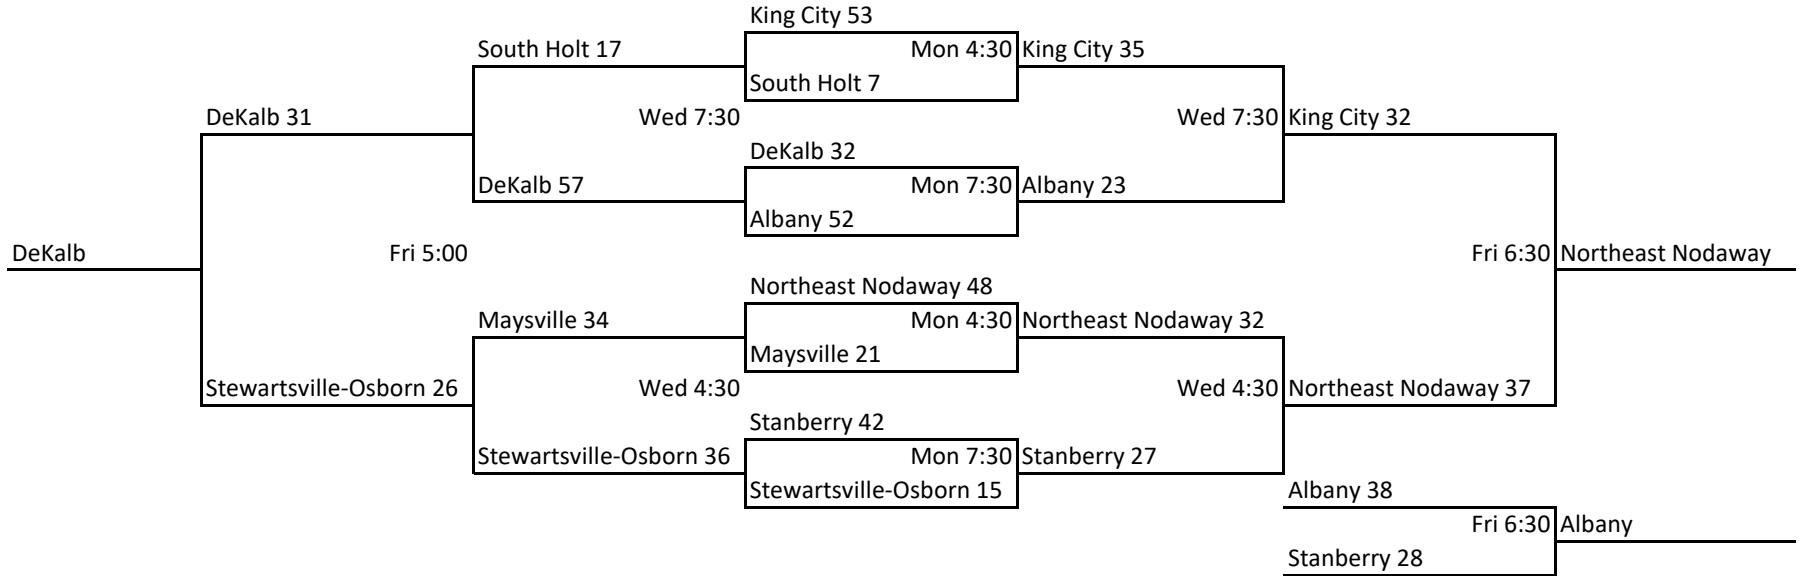 King City 53
South Holt 17
Mon 4:30 King City 35
South Holt 7
DeKalb 31
Wed 7:30
Wed 7:30 King City 32
DeKalb 32
DeKalb 57
Mon 7:30 Albany 23
Albany 52
DeKalb
Fri 5:00
Fri 6:30 Northeast Nodaway
Northeast Nodaway 48
Maysville 34
Mon 4:30 Northeast Nodaway 32
Maysville 21
Stewartsville-Osborn 26
Wed 4:30
Wed 4:30 Northeast Nodaway 37
Stanberry 42
Stewartsville-Osborn 36
Mon 7:30 Stanberry 27
Stewartsville-Osborn 15
Albany 38
Fri 6:30 Albany
Stanberry 28